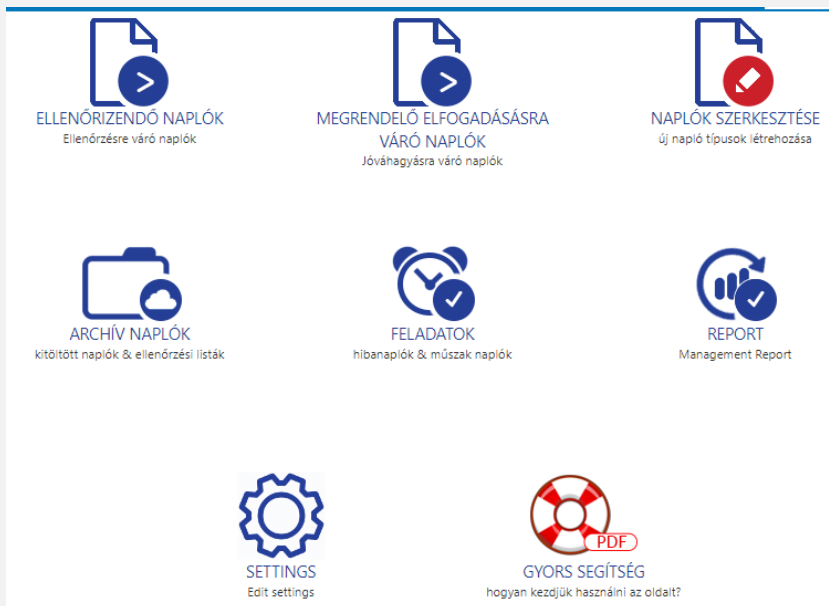 ELLENŐRIZENDŐ NAPLÓK
Ellenőrzésre váró naplók
MEGRENDELŐ ELFOGADÁSÁSRA
VÁRÓ NAPLÓK
Jóváhagyásra váró naplók
NAPLÓK SZERKESZTÉSE
új napló típusok létrehozása
ARCHÍV NAPLÓK
kitöltött naplók & ellenőrzési listák
FELADATOK
hibanaplók & műszak naplók
REPORT
Management Report
SETTINGS
Edit settings
PDF
GYORS SEGÍTSÉG
hogyan kezdjük használni az oldalt?